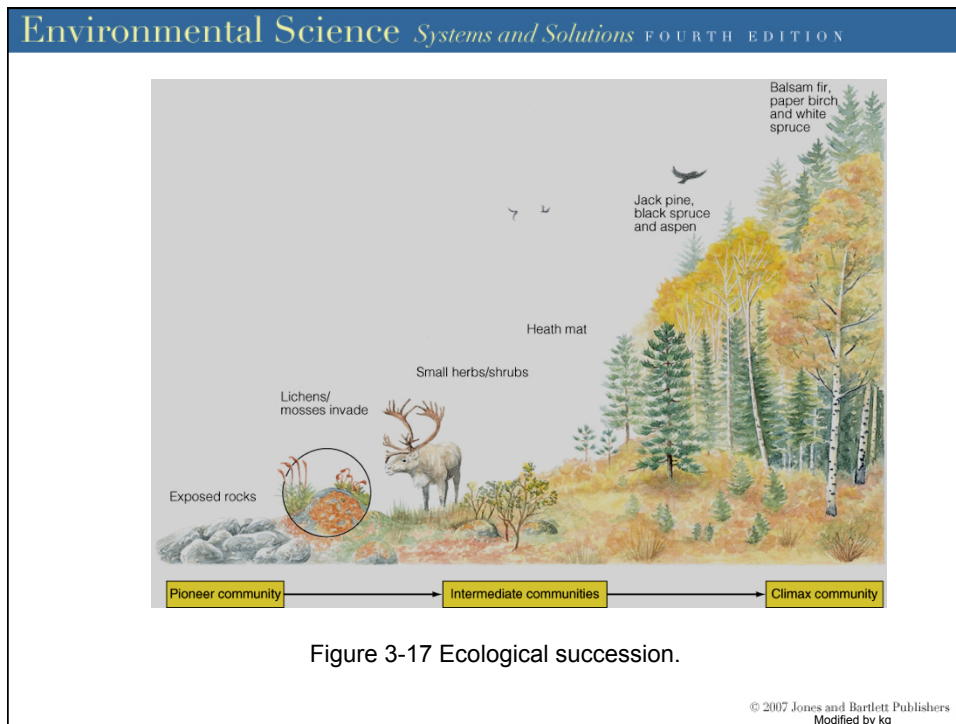 Environmental Science Systems and Solutions FOURTH EDITION
Balsam fir,
paper birch
and white
spruce
Jack pine,
black spruce
and aspen
Heath mat
Small herbs/shrubs
Lichens/
mosses invade
Exposed rocks
Pioneer community
Intermediate communities
Climax community
Figure 3-17 Ecological succession.
© 2007 Jones and Bartlett Publishers
Modified by kg